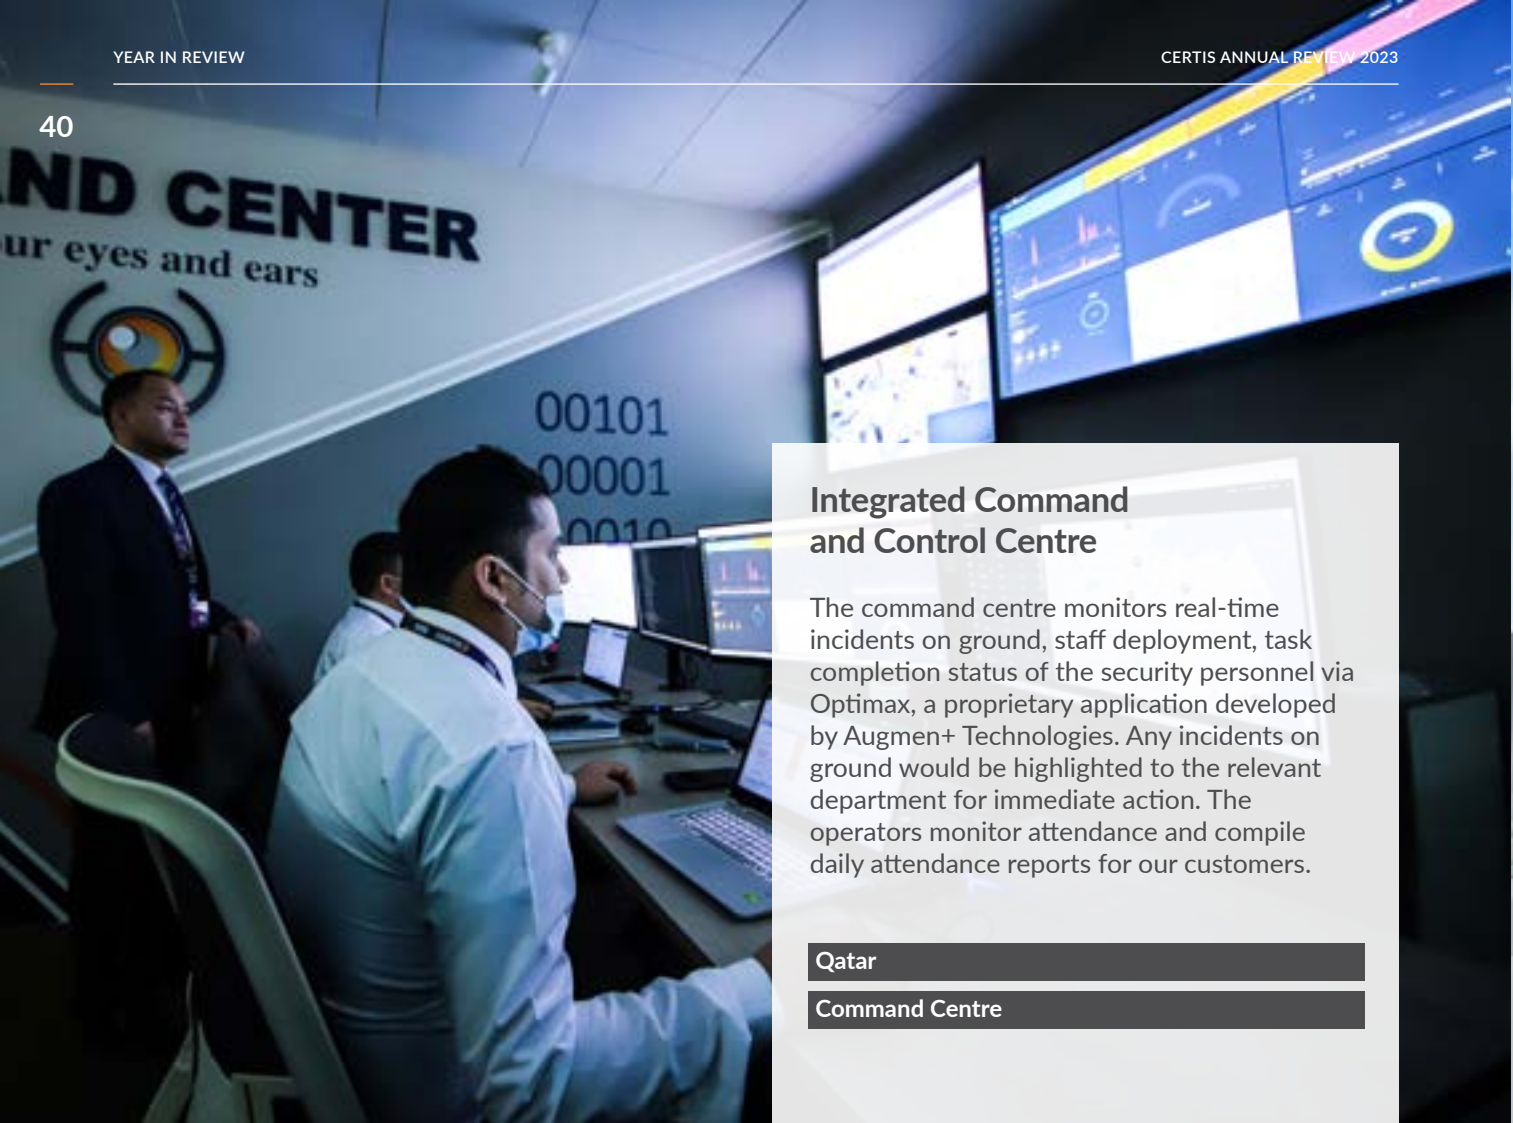 YEAR IN REVIEW
CERTIS ANNUAL REVIEW 2023
40
CENTER
eyes and ears
00101
00001
Integrated Command
and Control Centre
The command centre monitors real-time
incidents on ground, staff deployment, task
completion status of the security personnel via
Optimax, a proprietary application developed
by Augmen+ Technologies. Any incidents on
ground would be highlighted to the relevant
department for immediate action. The
operators monitor attendance and compile
daily attendance reports for our customers.
Qatar
Command Centre